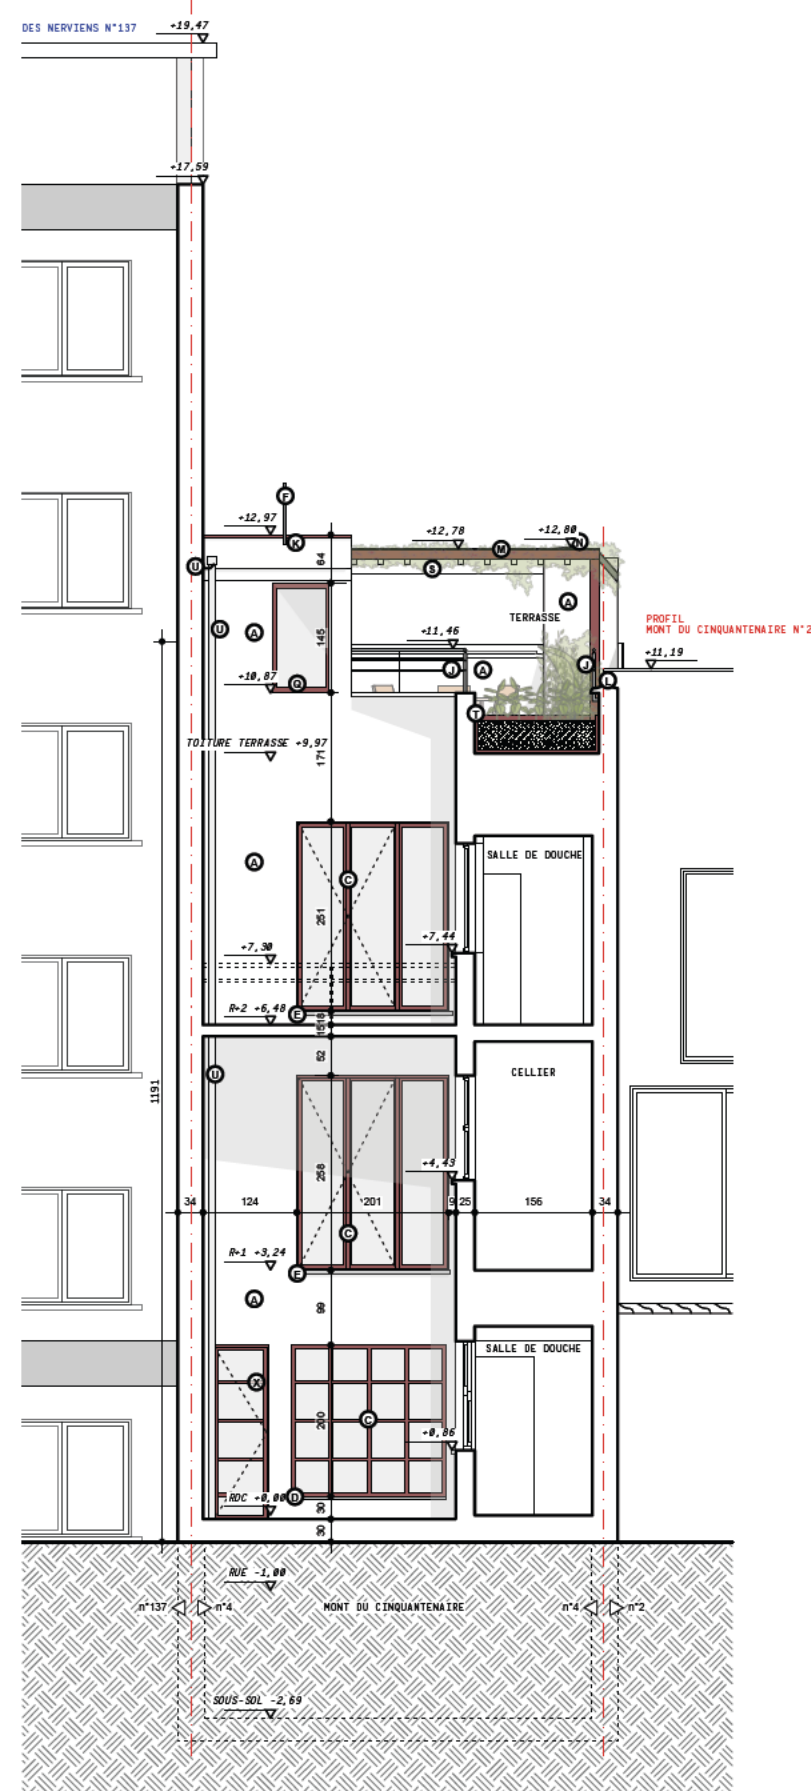 DES NERVIENS N°137
+19,47
+17,59
F
+12,97
K
+12,78
+12,80
N
M
64
U
S
A
TERRASSE
PROFIL
MONT DU CINQUANTENAIRE N°2
U
A
145
+11,46
+11,19
J
A
J
L
+10,87
Q
T
TOITURE TERRASSE +9,97
171
SALLE DE DOUCHE
A
C
251
+7,44
+7,30
R+2 +6,48
E
18
15
52
U
CELLIER
1191
258
+4,43
34
124
201
9
25
156
34
C
R+1 +3,24
E
A
99
SALLE DE DOUCHE
X
200
C
+0,86
RDC +0,00
D
30
30
RUE -1,00
n°137
n°4
MONT DU CINQUANTENAIRE
n°4
n°2
SOUS-SOL -2,69